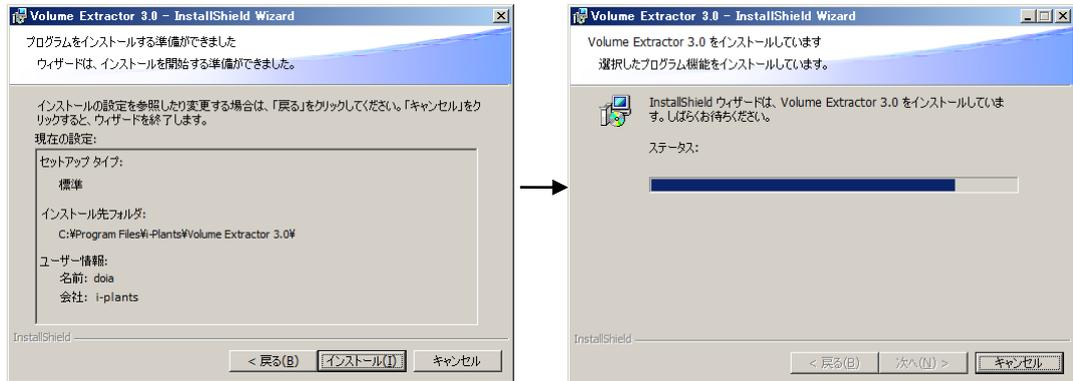 Volume Extractor 3.0 - InstallShield Wizard
プログラムをインストールする準備ができました
ウィザードは、インストールを開始する準備ができました。
インストールの設定を参照したり変更する場合は、「戻る」をクリックしてください。「キャンセル」をク
リックすると、ウィザードを終了します。
現在の設定:
セットアップ タイプ:
標準
インストール先フォルダ:
C:¥Program Files¥i-Plants¥Volume Extractor 3.0¥
ユーザー情報:
名前: doia
会社: i-plants
InstallShield
< 戻る(B)
インストール(I)
キャンセル
Volume Extractor 3.0 - InstallShield Wizard
Volume Extractor 3.0 をインストールしています
選択したプログラム機能をインストールしています。
InstallShield ウィザードは、Volume Extractor 3.0 をインストールしていま
す。しばらくお待ちください。
ステータス:
InstallShield
< 戻る(B)
次へ(N) >
キャンセル